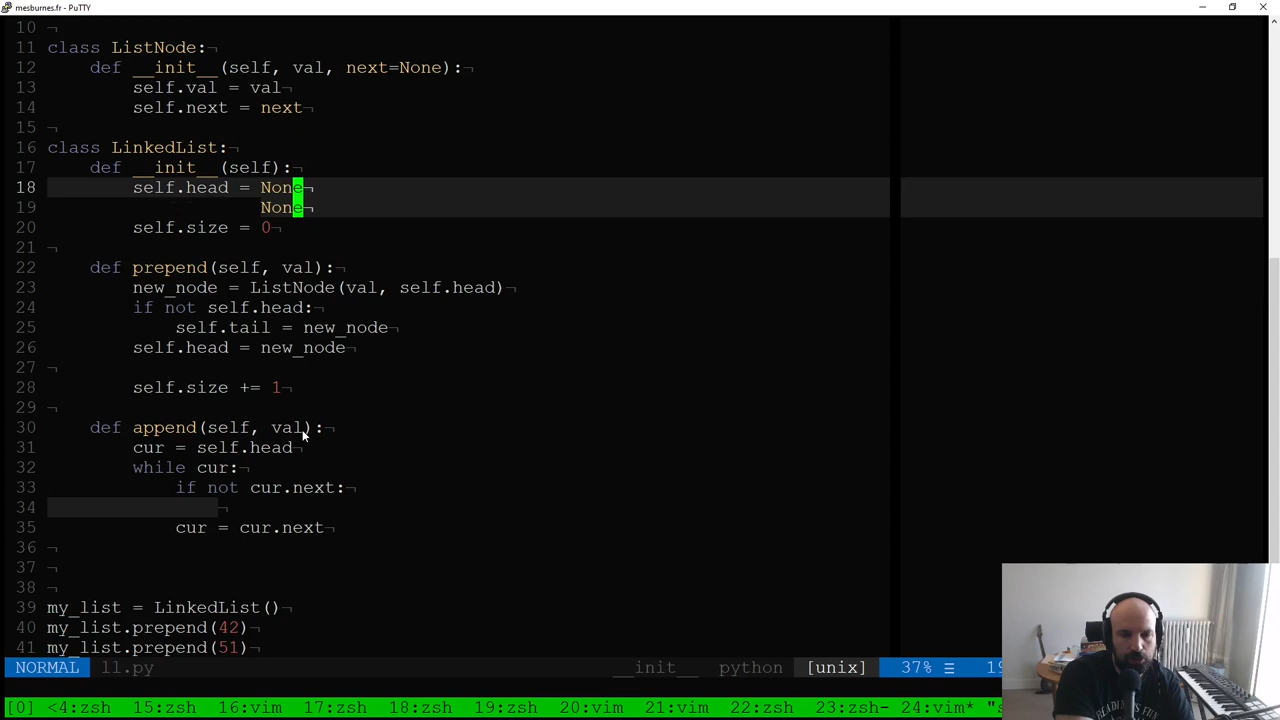 mesburnes.fr - PuTTY
10 ¬
11 class ListNode:¬
12     def __init__(self, val, next=None):¬
13         self.val = val¬
14         self.next = next¬
15 ¬
16 class LinkedList:¬
17     def __init__(self):¬
18         self.head = None¬
19                     None¬
20         self.size = 0¬
21 ¬
22     def prepend(self, val):¬
23         new_node = ListNode(val, self.head)¬
24         if not self.head:¬
25             self.tail = new_node¬
26         self.head = new_node¬
27 ¬
28         self.size += 1¬
29 ¬
30     def append(self, val):¬
31         cur = self.head¬
32         while cur:¬
33             if not cur.next:¬
34                 ¬
35             cur = cur.next¬
36 ¬
37 ¬
38 ¬
39 my_list = LinkedList()¬
40 my_list.prepend(42)¬
41 my_list.prepend(51)¬
NORMAL ll.py __init__ python [unix] 37% ☰ 19
[0] <4:zsh 15:zsh 16:vim 17:zsh 18:zsh 19:zsh 20:vim 21:vim 22:zsh 23:zsh- 24:vim* "s